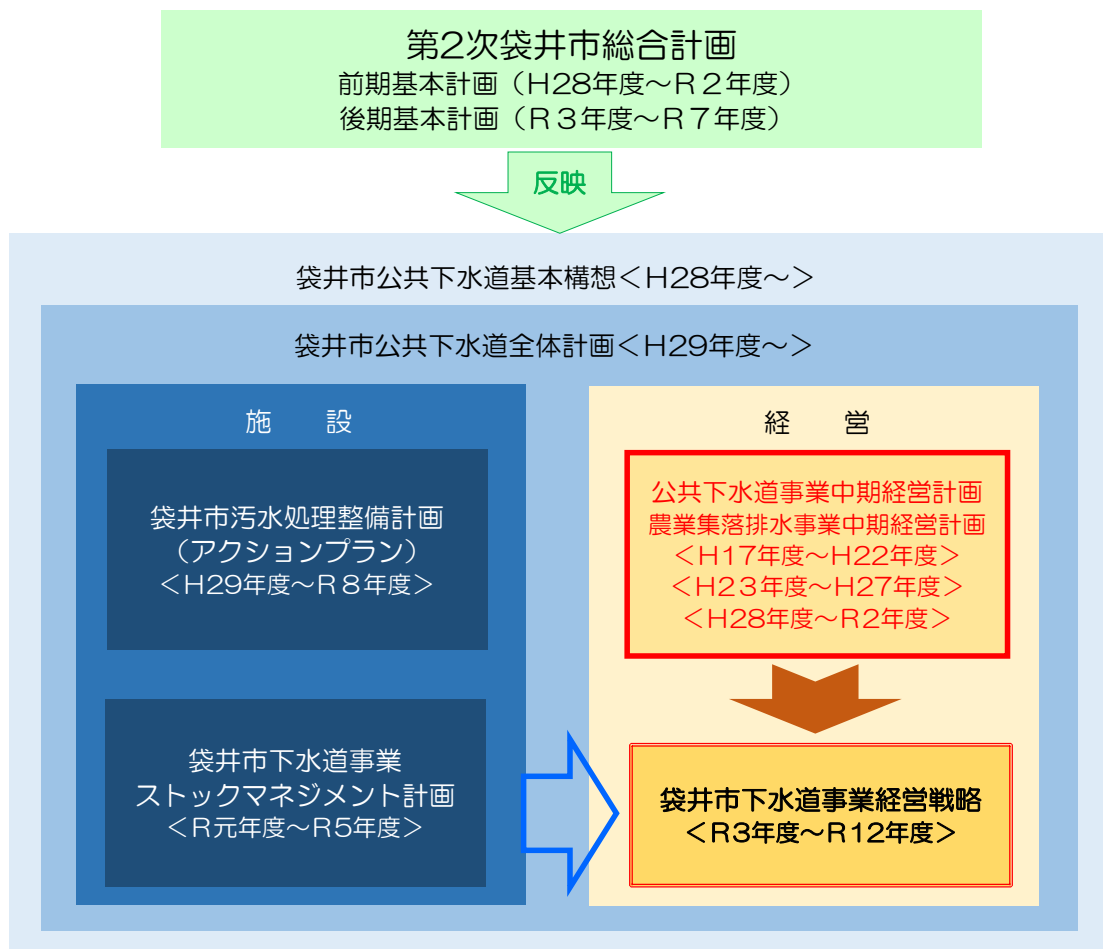 第2次袋井市総合計画
前期基本計画（H28年度～R２年度）
後期基本計画（R３年度～R７年度）
反映
袋井市公共下水道基本構想＜H28年度～＞
袋井市公共下水道全体計画＜H29年度～＞
施　　設
袋井市汚水処理整備計画
（アクションプラン）
＜H29年度～R８年度＞
袋井市下水道事業
ストックマネジメント計画
＜R元年度～R5年度＞
経　　営
公共下水道事業中期経営計画
農業集落排水事業中期経営計画
＜H17年度～H22年度＞
＜H２３年度～H27年度＞
＜H28年度～R2年度＞
袋井市下水道事業経営戦略
＜R3年度～R12年度＞